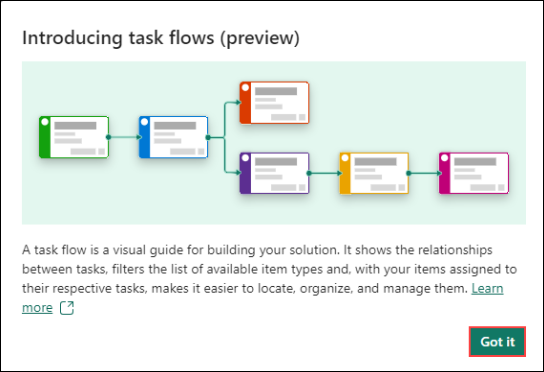 Introducing task flows (preview)
A task flow is a visual guide for building your solution. It shows the relationships
between tasks, filters the list of available item types and, with your items assigned to
their respective tasks, makes it easier to locate, organize, and manage them. Learn
more
Got it